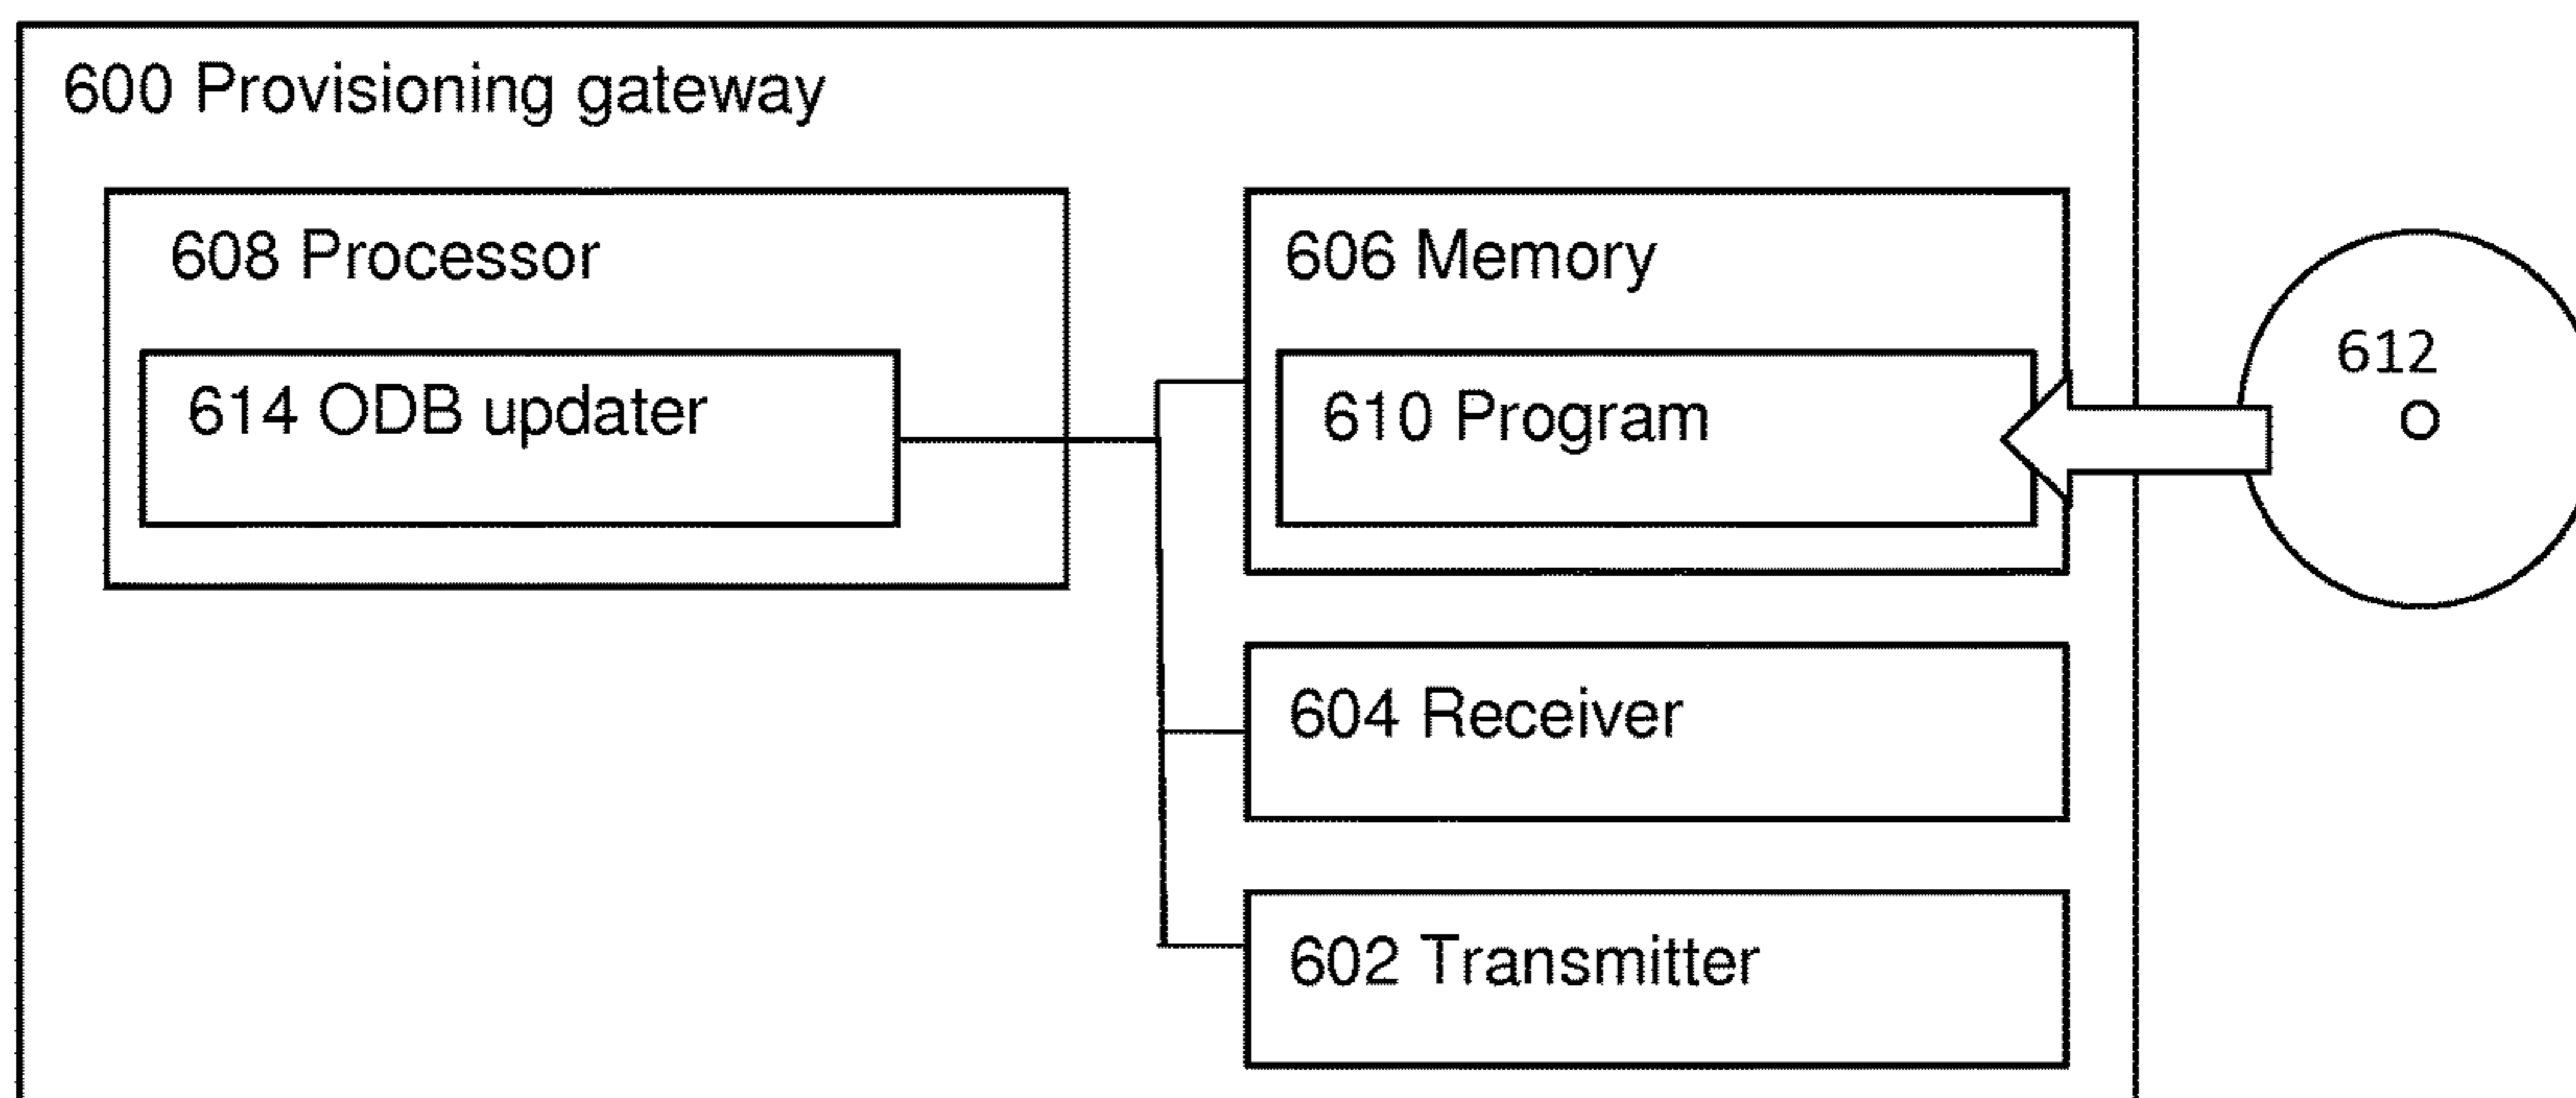 600 Provisioning gateway
608 Processor
606 Memory
612
614 ODB updater
610 Program
604 Receiver
602 Transmitter